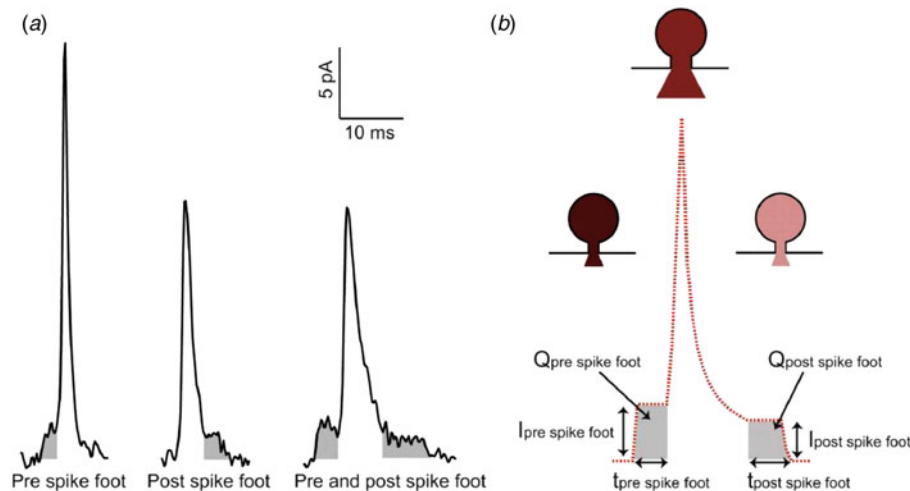 (a)
5 pA
10 ms
Pre spike foot
Post spike foot
Pre and post spike foot
(b)
Qpre spike foot
Qpost spike foot
Ipre spike foot
Ipost spike foot
tpre spike foot
tpost spike foot